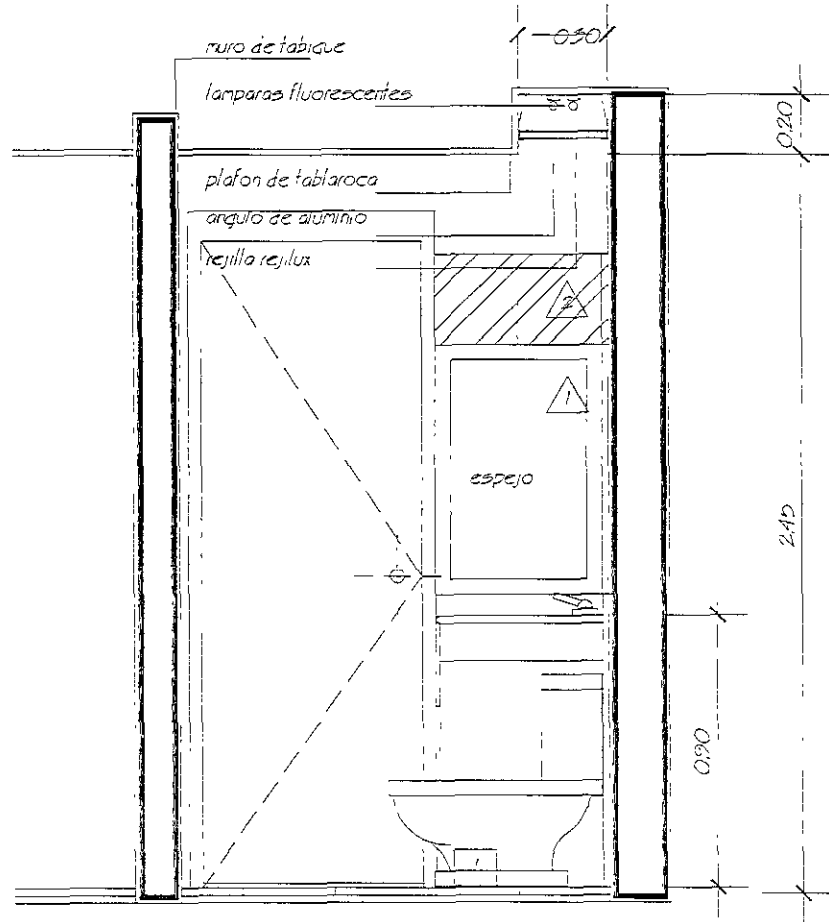 0.30
muro de tabique
lamparas fluorescentes
0.20
plafon de tablaroca
angulo de aluminio
rejilla rejilux
2
1
espejo
2.45
0.90